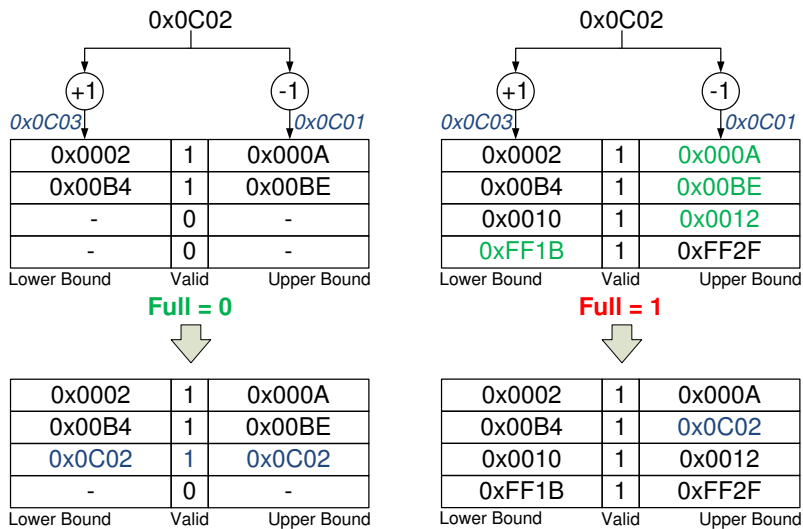 0x0C02
+1
-1
0x0C03
0x0C01
0x0002 1 0x000A
0x00B4 1 0x00BE
- 0 -
- 0 -
Lower Bound Valid Upper Bound
Full = 0
0x0002 1 0x000A
0x00B4 1 0x00BE
0x0C02 1 0x0C02
- 0 -
Lower Bound Valid Upper Bound
0x0C02
+1
-1
0x0C03
0x0C01
0x0002 1 0x000A
0x00B4 1 0x00BE
0x0010 1 0x0012
0xFF1B 1 0xFF2F
Lower Bound Valid Upper Bound
Full = 1
0x0002 1 0x000A
0x00B4 1 0x0C02
0x0010 1 0x0012
0xFF1B 1 0xFF2F
Lower Bound Valid Upper Bound